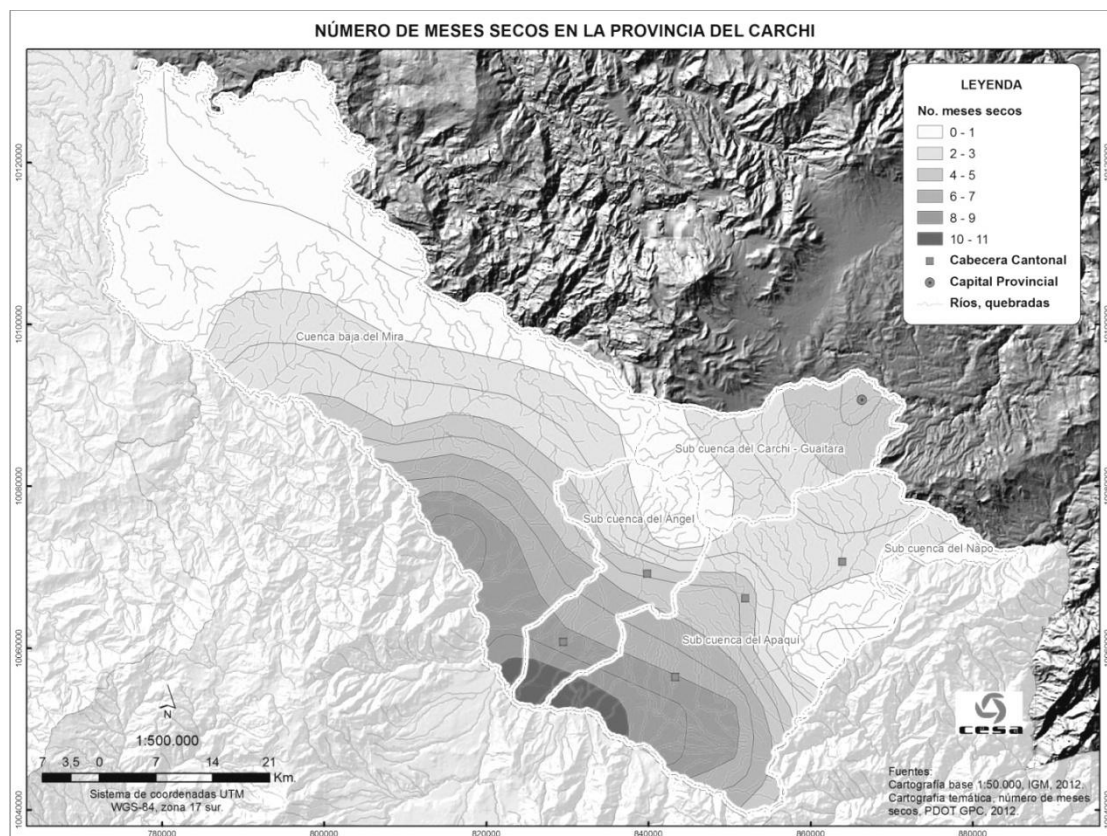 NÚMERO DE MESES SECOS EN LA PROVINCIA DEL CARCHI
LEYENDA
No. meses secos
0 - 1
2 - 3
4 - 5
6 - 7
8 - 9
10 - 11
Cabecera Cantonal
Capital Provincial
Ríos, quebradas
10120000
10100000
10080000
10060000
10040000
Cuenca baja del Mira
Sub cuenca del Carchi - Guaitara
Sub cuenca del Ángel
Sub cuenca del Napo
Sub cuenca del Apaquí
N
1:500.000
7 3.5 0 7 14 21
Km.
Sistema de coordenadas UTM
WGS-84, zona 17 sur.
cesa
Fuentes:
Cartografía base 1:50.000, IGM, 2012.
Cartografía temática, número de meses
secos, PDOT GPC, 2012.
780000 800000 820000 840000 860000 880000